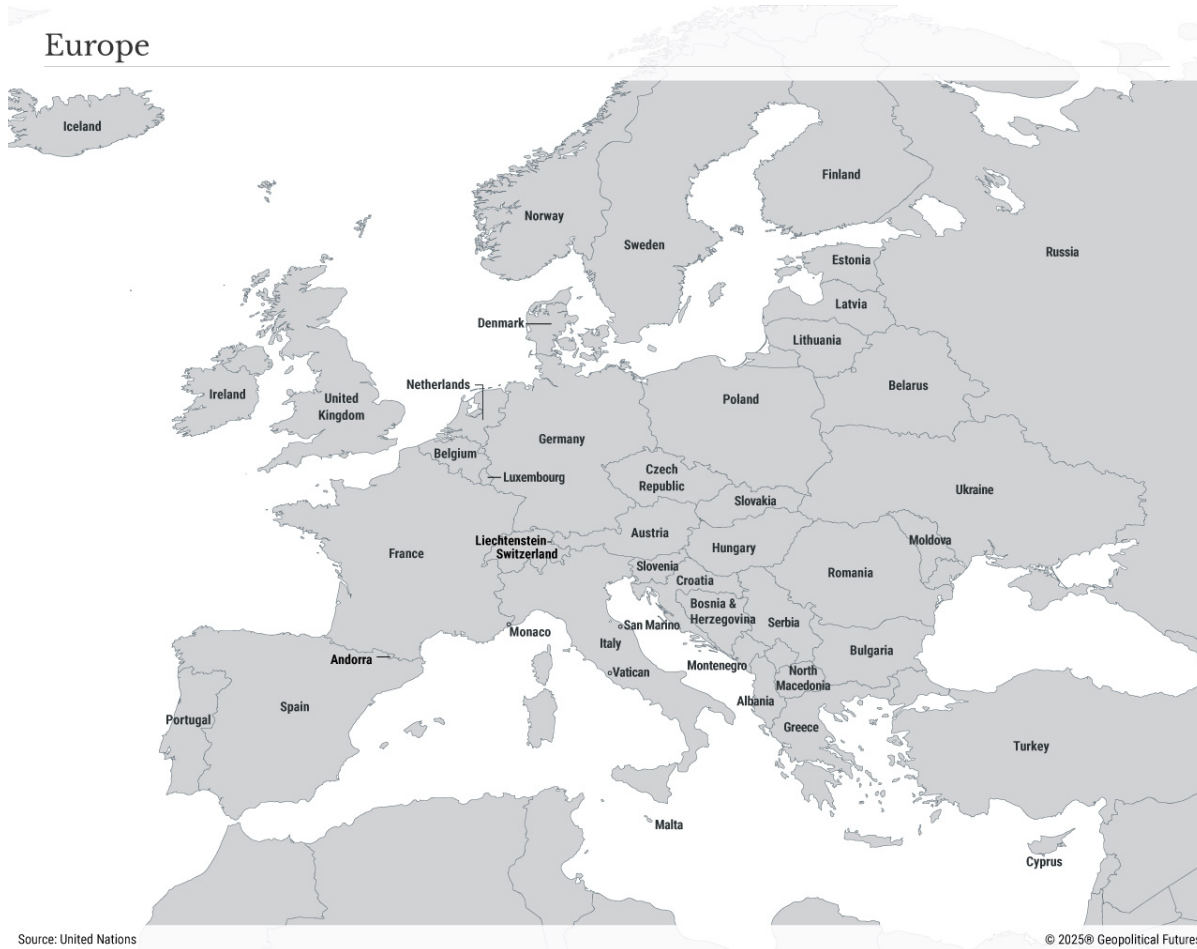 Europe
Iceland
Finland
Norway
Sweden
Russia
Estonia
Latvia
Denmark
Lithuania
Netherlands
Belarus
Ireland
United
Kingdom
Poland
Germany
Belgium
Czech
Republic
Luxembourg
Ukraine
Slovakia
Austria
Liechtenstein
Switzerland
France
Moldova
Hungary
Slovenia
Romania
Croatia
Bosnia &
Herzegovina
Serbia
San Marino
Monaco
Italy
Bulgaria
Andorra
Montenegro
Vatican
North
Macedonia
Albania
Spain
Portugal
Greece
Turkey
Malta
Cyprus
Source: United Nations
© 2025® Geopolitical Futures